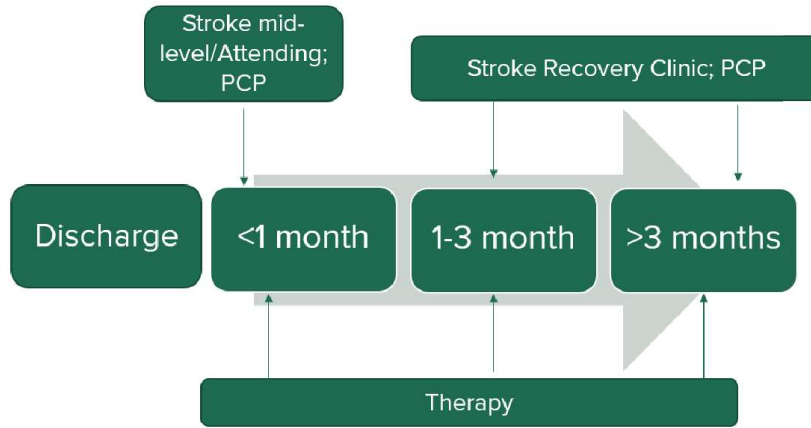 Stroke mid-
level/Attending;
PCP
Stroke Recovery Clinic; PCP
Discharge
<1 month
1-3 month
>3 months
Therapy